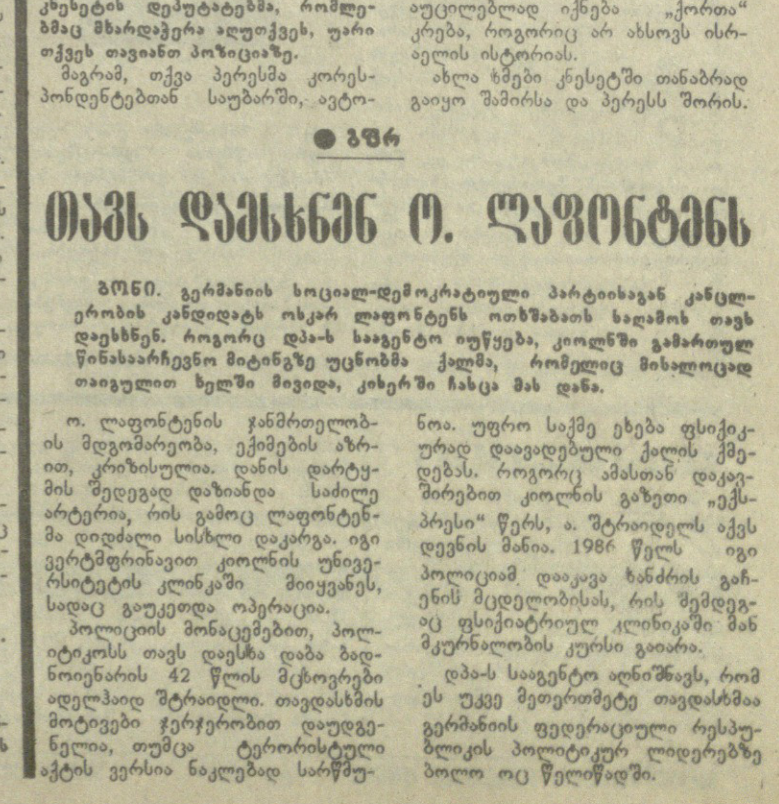 კნესეტის დეპუტატებმა, რომლე-
ბმაც მხარდაჭერა აღუთქვეს, უარი
თქვეს თავიანთ პოზიციაზე.
მაგრამ, თქვა პერესმა კორეს-
პონდენტებთან საუბარში, ავტო-
აუცილებლად იქნება „ქორთა"
კრება, როგორიც არ ახსოვს ისრ-
აელის ისტორიას.
ახლა ხმები კნესეტში თანაბრად
გაიყო შამირსა და პერესს შორის.
● გფრ
თავს დაესხნენ ო. ლაფონტენს
ბონი. გერმანიის სოციალ-დემოკრატიული პარტიისაგან კანცლ-
ერობის კანდიდატს ოსკარ ლაფონტენს ოთხშაბათს საღამოს თავს
დაესხნენ. როგორც დპა-ს სააგენტო იუწყება, კიოლნში გამართულ
წინასაარჩევნო მიტინგზე უცნობმა ქალმა, რომელიც მისალოცად
თაიგულით ხელში მივიდა, კისერში ჩასცა მას დანა.
ო. ლაფონტენის ჯანმრთელობ-
ის მდგომარეობა, ექიმების აზრ-
ით, კრიზისულია. დანის დარტყ-
მის შედეგად დაზიანდა საძილე
არტერია, რის გამოც ლაფონტენ-
მა დიდძალი სისხლი დაკარგა. იგი
ვერტმფრინავით კიოლნის უნივე-
რსიტეტის კლინკაში მიიყვანეს,
სადაც გაუკეთდა ოპერაცია.
პოლიციის მონაცემებით, პოლ-
იტიკოსს თავს დაესხა დაბა ბად-
ნოიენარის 42 წლის მცხოვრები
ადელჰაიდ შტრაიდლი. თავდასხმის
მოტივები ჯერჯერობით დაუდგე-
ნელია, თუმცა ტერორისტული
აქტის ვერსია ნაკლებად სარწმუ-
ნოა. უფრო საქმე ეხება ფსიქიკ-
ურად დაავადებული ქალის ქმე-
დებას. როგორც ამასთან დაკავ-
შირებით კიოლნის გაზეთი „ექს-
პრესი" წერს, ა. შტრაიდელს აქვს
დევნის მანია. 1986 წელს იგი
პოლიციამ დააკავა ხანძრის გაჩ-
ენის მცდელობისას, რის შემდეგ-
აც ფსიქიატრიულ კლინიკაში მან
მკურნალობის კურსი გაიარა.
დპა-ს სააგენტო აღნიშნავს, რომ
ეს უკვე მეთერთმეტე თავდასხმაა
გერმანიის ფედერაციული რესპუ-
ბლიკის პოლიტიკურ ლიდერებზე
ბოლო ოც წელიწადში.